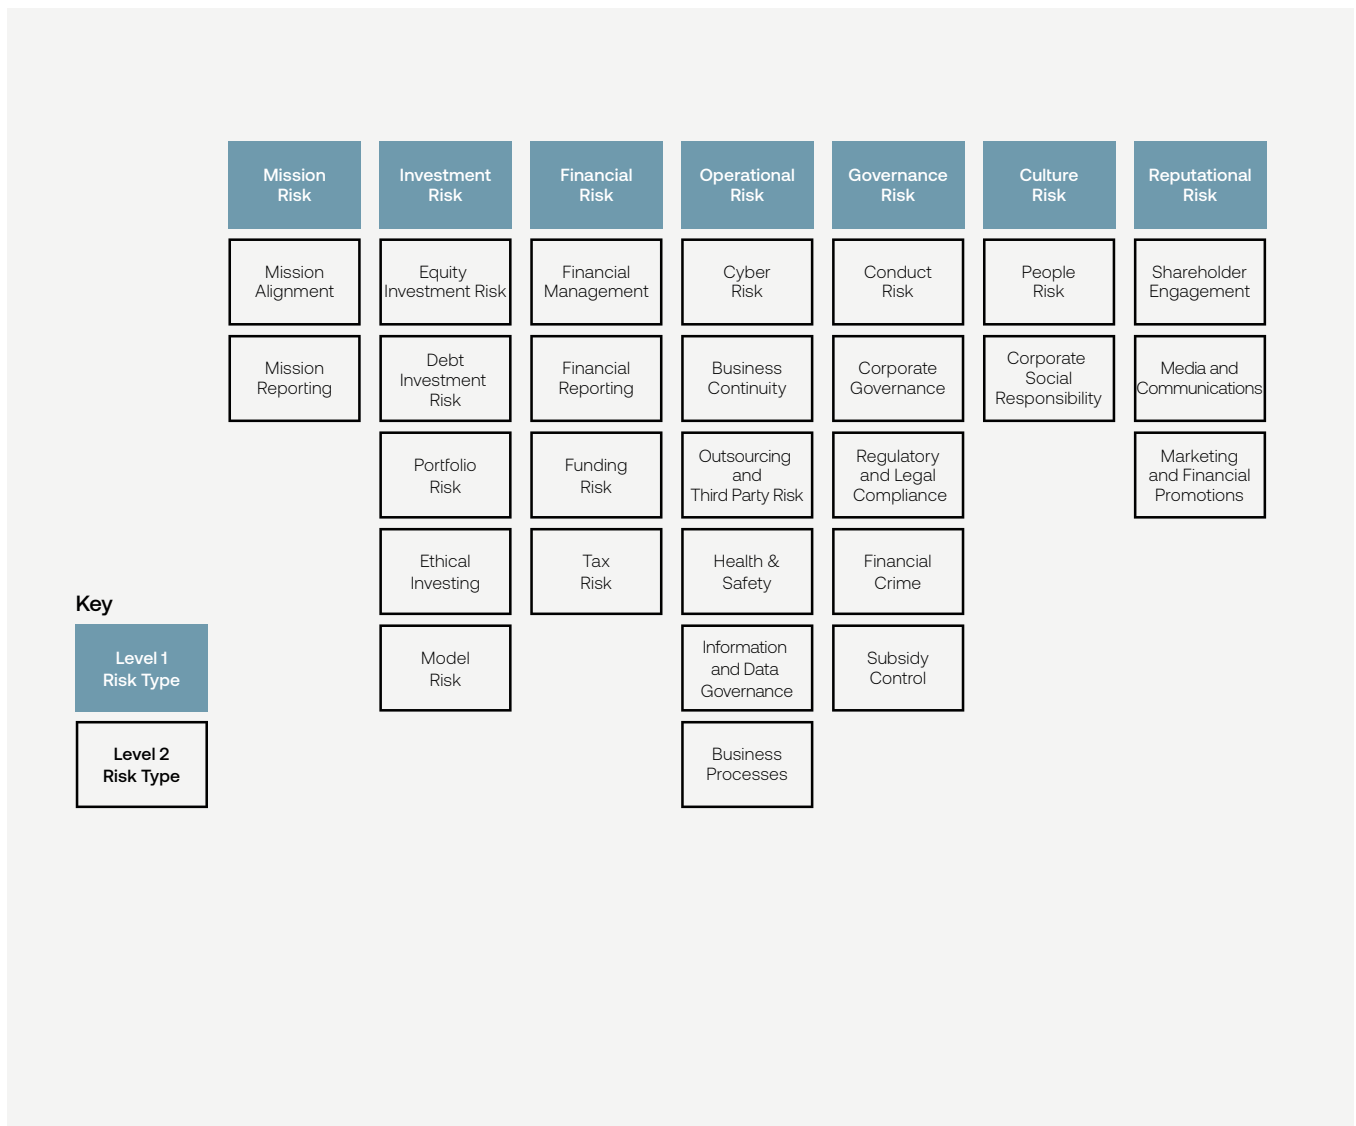 Mission
Risk
Investment
Risk
Financial
Risk
Operational
Risk
Governance
Risk
Culture
Risk
Reputational
Risk
Mission
Alignment
Equity
Investment Risk
Financial
Management
Cyber
Risk
Conduct
Risk
People
Risk
Shareholder
Engagement
Mission
Reporting
Debt
Investment
Risk
Financial
Reporting
Business
Continuity
Corporate
Governance
Corporate
Social
Responsibility
Media and
Communications
Portfolio
Risk
Funding
Risk
Outsourcing
and
Third Party Risk
Regulatory
and Legal
Compliance
Marketing
and Financial
Promotions
Ethical
Investing
Tax
Risk
Health &
Safety
Financial
Crime
Model
Risk
Information
and Data
Governance
Subsidy
Control
Business
Processes
Key
Level 1
Risk Type
Level 2
Risk Type